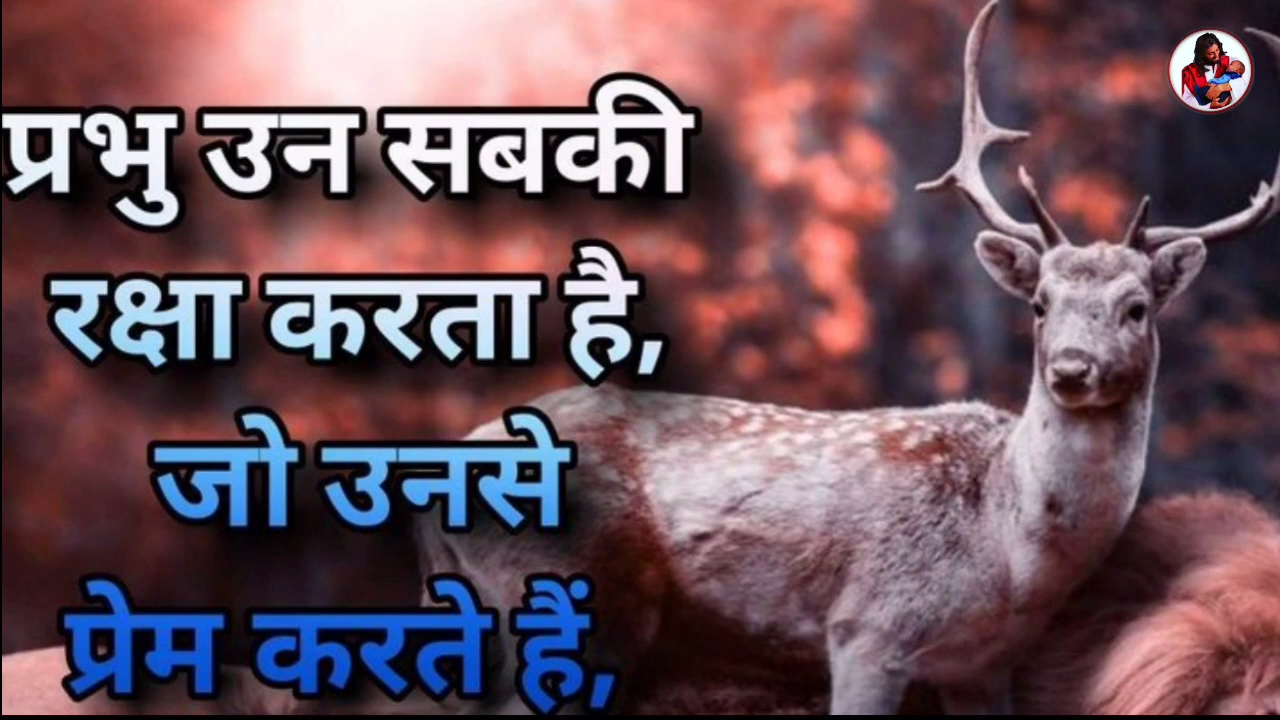 प्रभु उन सबकी
रक्षा करता है,
जो उनसे
प्रेम करते हैं,